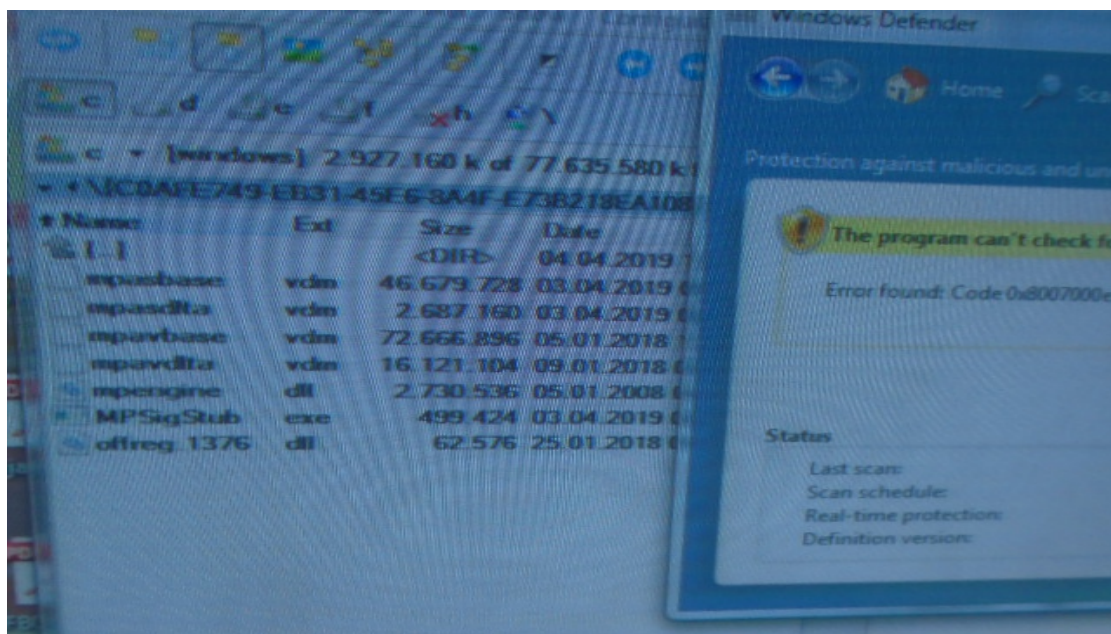 Windows Defender
Home
c d e f h \
c [windows] 2.927.160 k of 77.635.580 k
Protection against malicious and
Name Ext Size Date
[..] <DIR> 04.04.2019
mpasbase vdm 46.679.728 03.04.2019
mpasdlta vdm 2.687.160 03.04.2019
mpavbase vdm 72.666.896 05.01.2018
mpavdlta vdm 16.121.104 09.01.2018
mpengine dll 2.730.536 05.01.2008
MPSigStub exe 499.424 03.04.2019
offreg 1376 dll 62.576 25.01.2018
The program can't check
Error found: Code 0x8007000e
Status
Last scan:
Scan schedule:
Real-time protection:
Definition version: